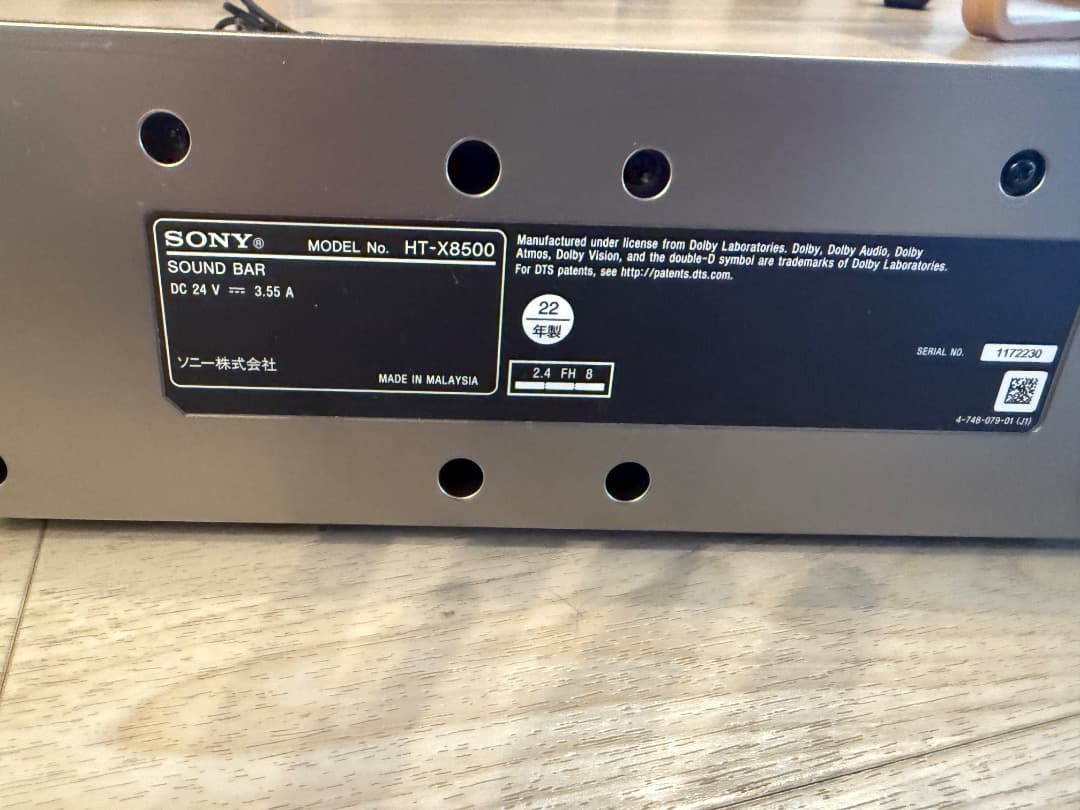 SONY® MODEL No. HT-X8500
SOUND BAR
DC 24 V ⎓ 3.55 A
ソニー株式会社
MADE IN MALAYSIA
Manufactured under license from Dolby Laboratories. Dolby, Dolby Audio, Dolby
Atmos, Dolby Vision, and the double-D symbol are trademarks of Dolby Laboratories.
For DTS patents, see http://patents.dts.com.
22
年製
2.4 FH 8
SERIAL NO. 1172230
4-748-079-01 (J1)